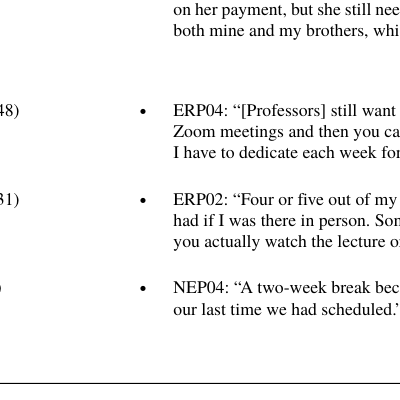 on her payment, but she still nee
both mine and my brothers, whi
48) • ERP04: “[Professors] still want
Zoom meetings and then you ca
I have to dedicate each week for
31) • ERP02: “Four or five out of my
had if I was there in person. Som
you actually watch the lecture o
) • NEP04: “A two-week break bec
our last time we had scheduled.”